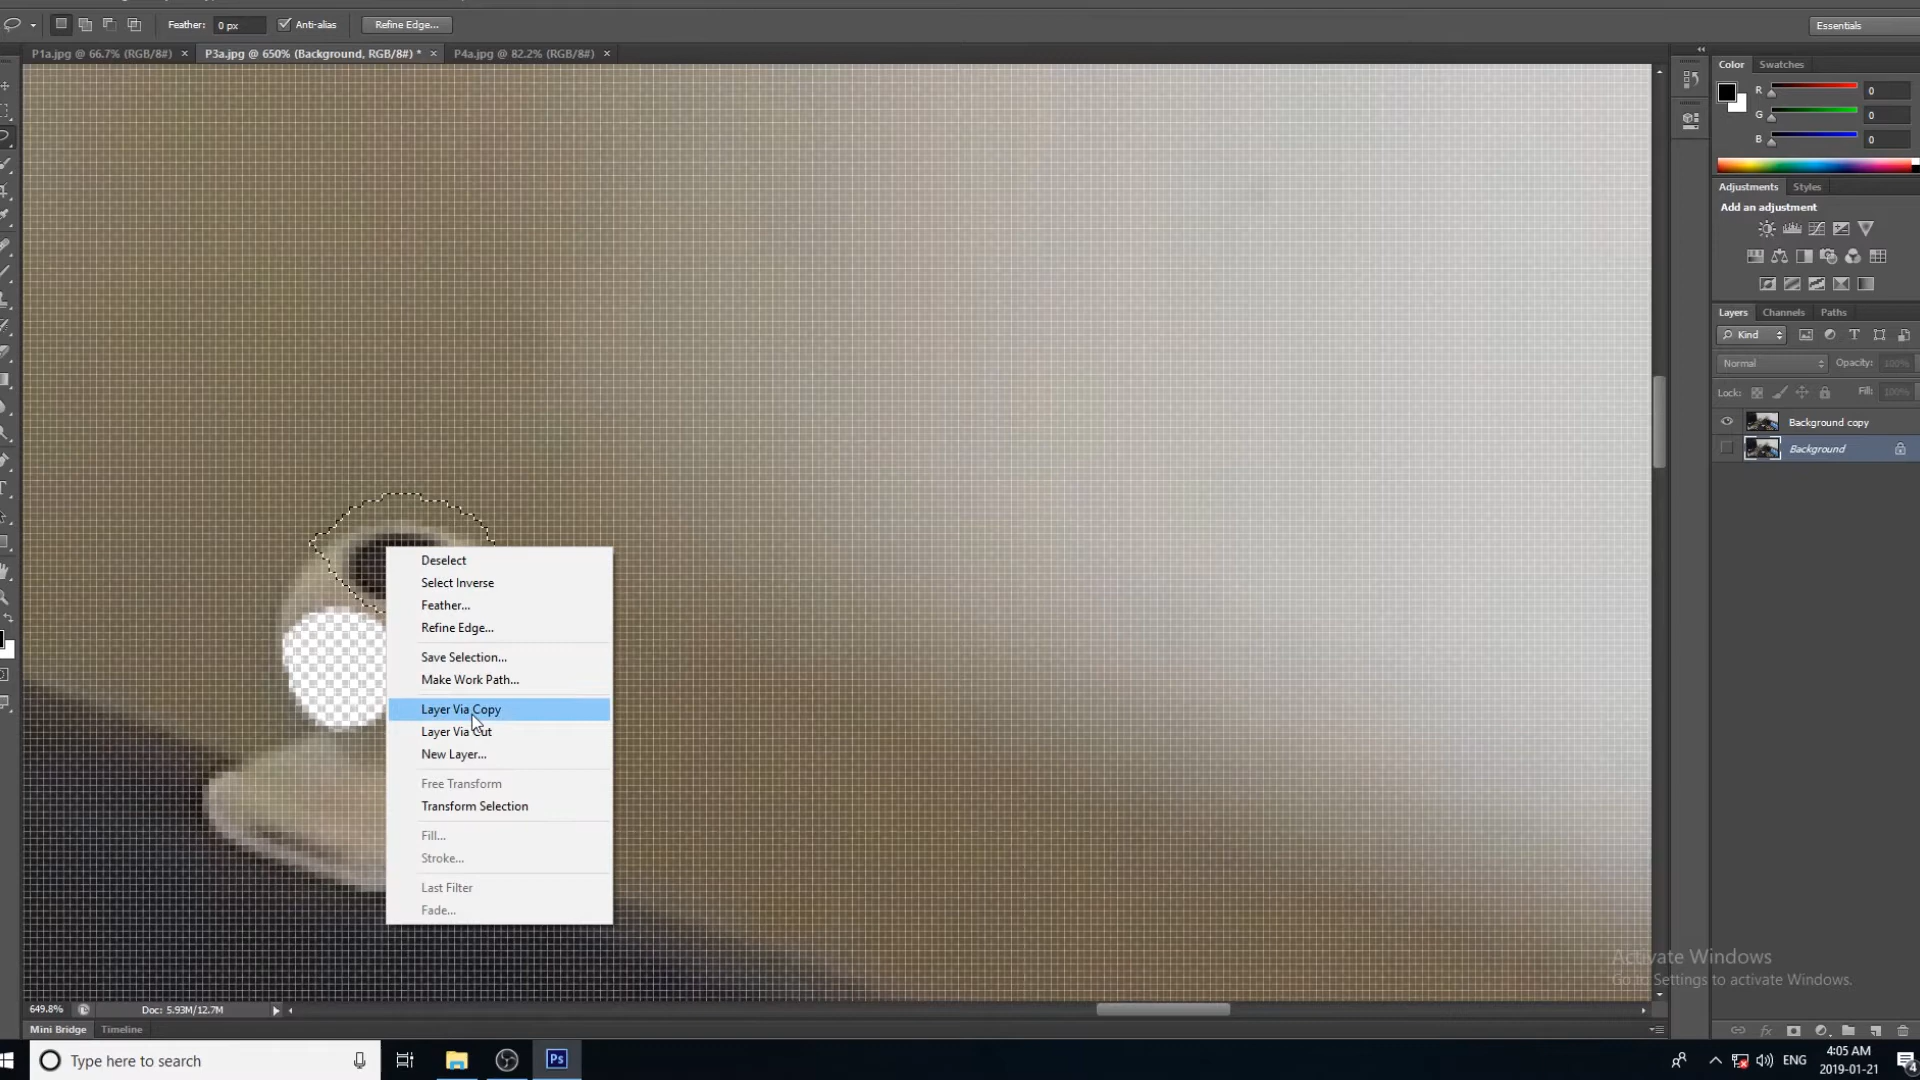 Feather: 0 px Anti-alias Refine Edge... Essentials
P1a.jpg @ 66.7% (RGB/8#) × P3a.jpg @ 650% (Background, RGB/8#) * × P4a.jpg @ 82.2% (RGB/8#) ×
Color Swatches
R 0
G 0
B 0
Adjustments Styles
Add an adjustment
Layers Channels Paths
Kind
Normal Opacity: 100%
Lock: Fill: 100%
Background copy
Background
Deselect
Select Inverse
Feather...
Refine Edge...
Save Selection...
Make Work Path...
Layer Via Copy
Layer Via Cut
New Layer...
Free Transform
Transform Selection
Fill...
Stroke...
Last Filter
Fade...
Activate Windows
Go to Settings to activate Windows.
649.8% Doc: 5.93M/12.7M
Mini Bridge Timeline
Type here to search
Ps
ENG
4:05 AM
2019-01-21
4